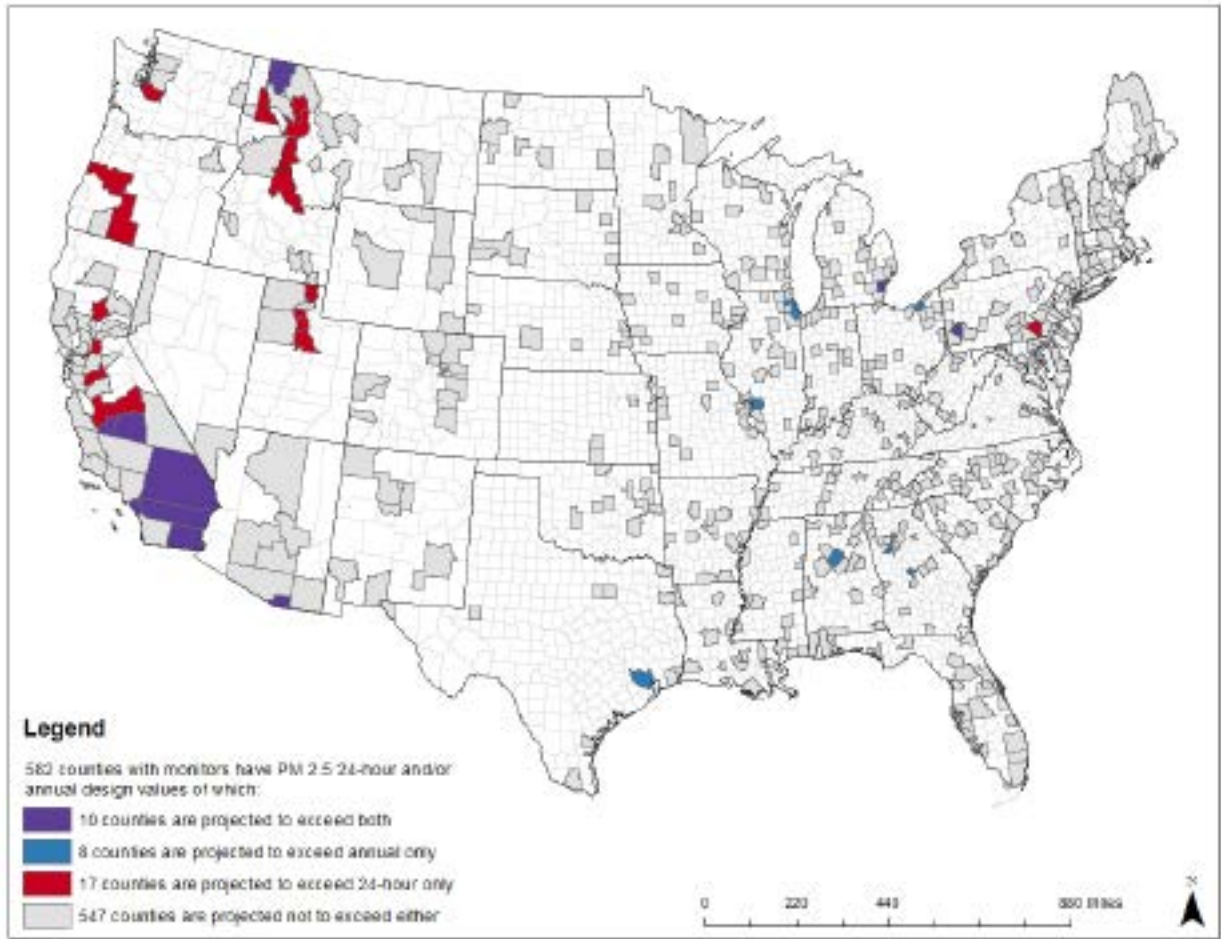 Legend
582 counties with monitors have PM 2.5 24-hour and/or
annual design values of which:
10 counties are projected to exceed both
8 counties are projected to exceed annual only
17 counties are projected to exceed 24-hour only
547 counties are projected not to exceed either
0 220 440 880 Miles
N